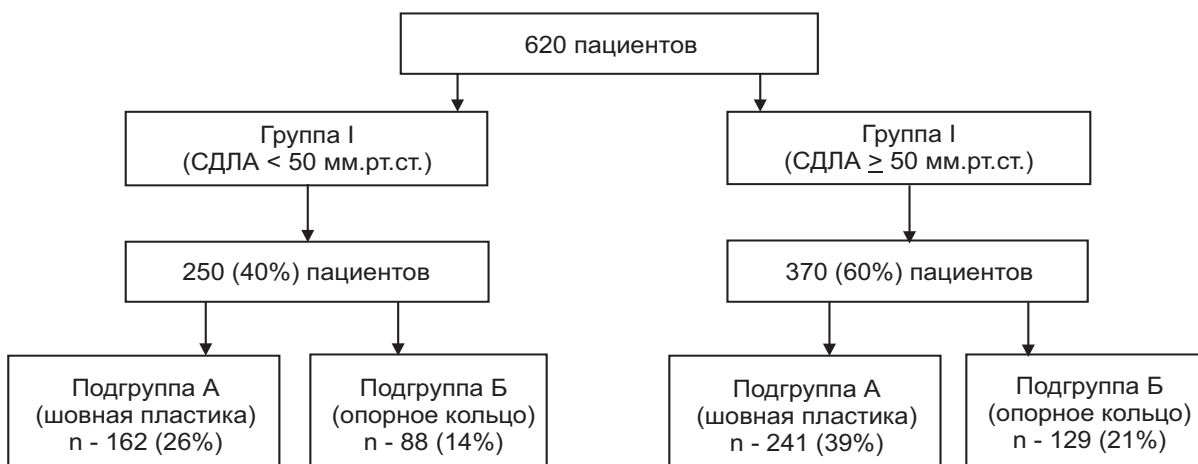 620 пациентов
Группа I
(СДЛА < 50 мм.рт.ст.)
Группа I
(СДЛА ≥ 50 мм.рт.ст.)
250 (40%) пациентов
370 (60%) пациентов
Подгруппа А
(шовная пластика)
n - 162 (26%)
Подгруппа Б
(опорное кольцо)
n - 88 (14%)
Подгруппа А
(шовная пластика)
n - 241 (39%)
Подгруппа Б
(опорное кольцо)
n - 129 (21%)